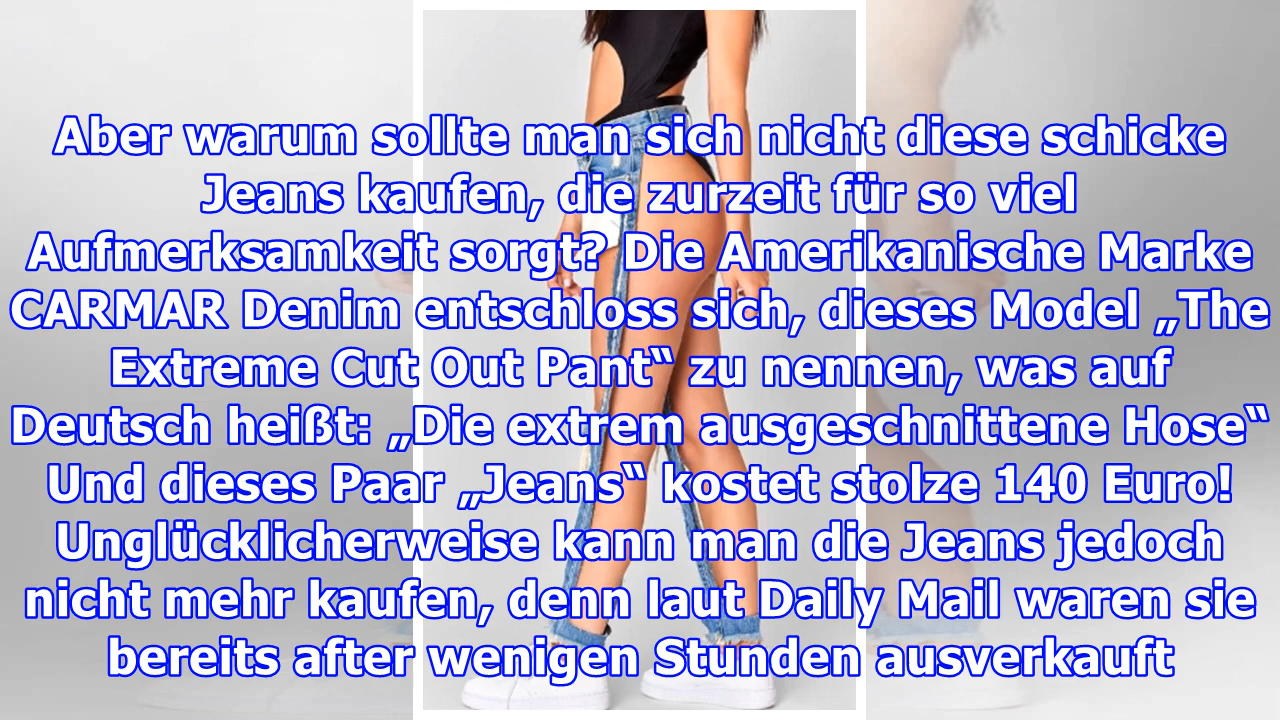 Aber warum sollte man sich nicht diese schicke
Jeans kaufen, die zurzeit für so viel
Aufmerksamkeit sorgt? Die Amerikanische Marke
CARMAR Denim entschloss sich, dieses Model „The
Extreme Cut Out Pant“ zu nennen, was auf
Deutsch heißt: „Die extrem ausgeschnittene Hose“
Und dieses Paar „Jeans“ kostet stolze 140 Euro!
Unglücklicherweise kann man die Jeans jedoch
nicht mehr kaufen, denn laut Daily Mail waren sie
bereits after wenigen Stunden ausverkauft